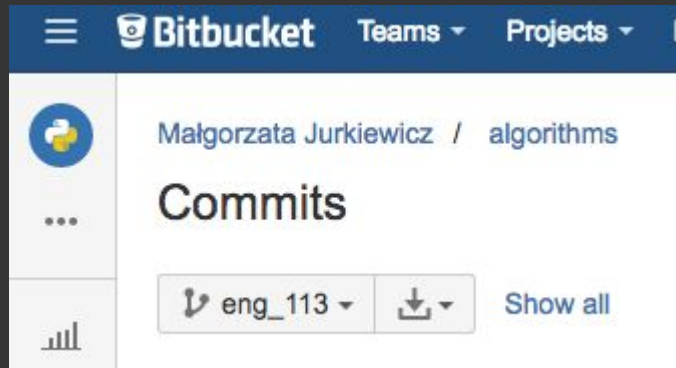 Bitbucket Teams Projects
Małgorzata Jurkiewicz / algorithms
Commits
eng_113 Show all